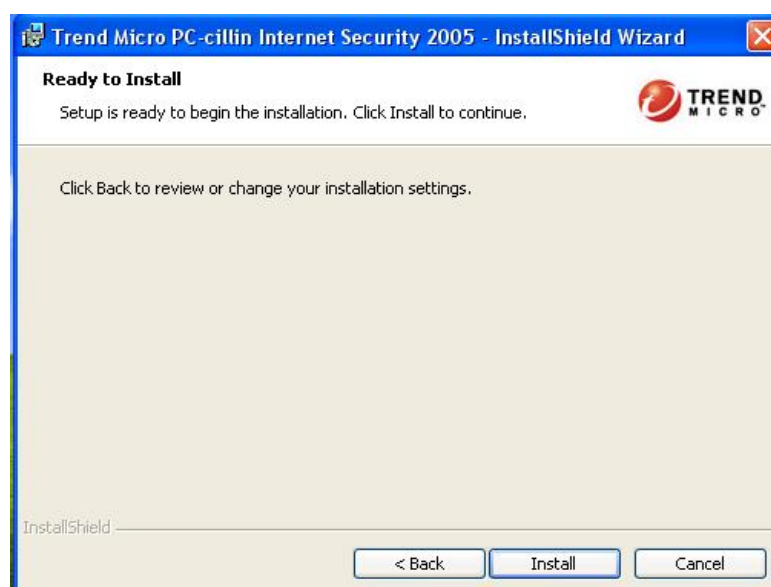 Trend Micro PC-cillin Internet Security 2005 - InstallShield Wizard
Ready to Install
Setup is ready to begin the installation. Click Install to continue.
TREND
MICRO
Click Back to review or change your installation settings.
InstallShield
< Back
Install
Cancel